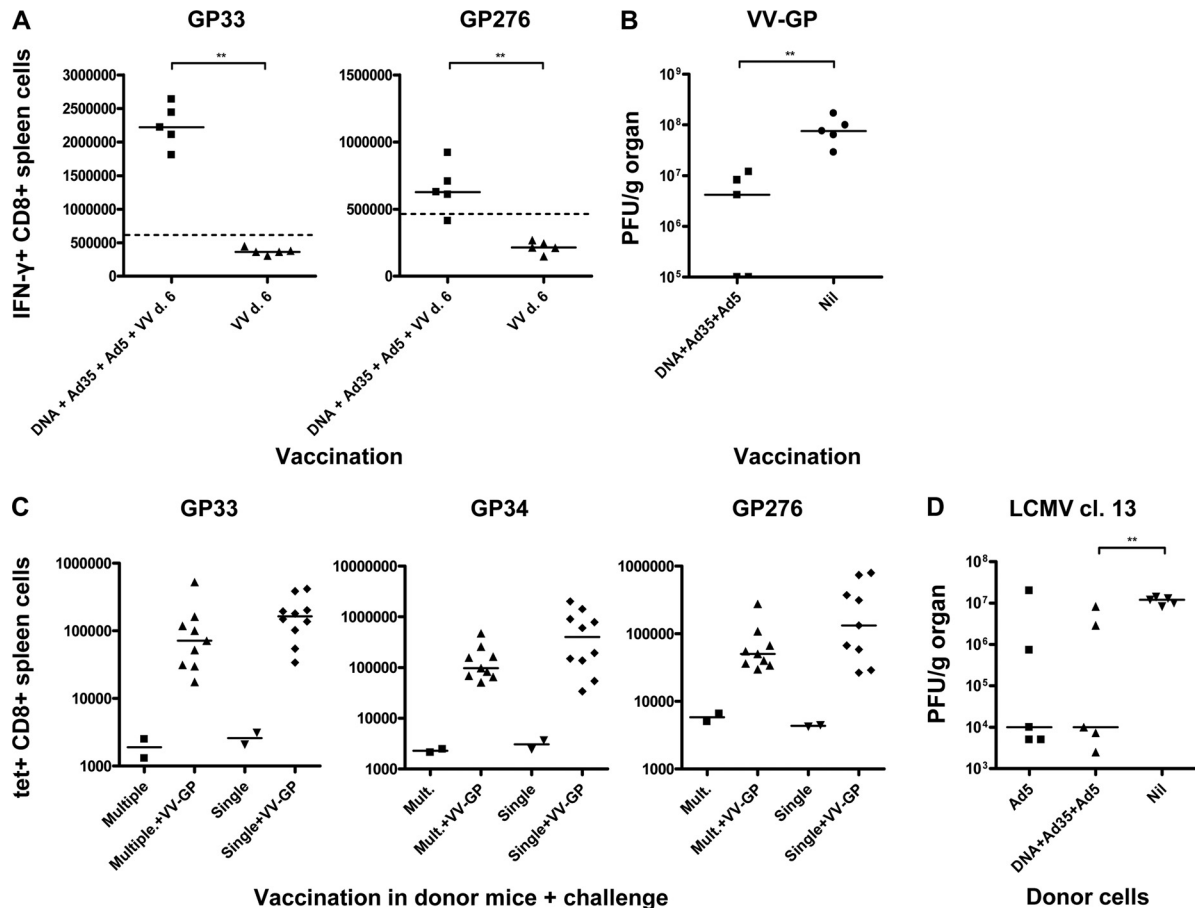 A
GP33
GP276
B
VV-GP
IFN-γ+ CD8+ spleen cells
**
3000000
2500000
2000000
1500000
1000000
500000
0
DNA + Ad35 + Ad5 + VV d. 6
VV d. 6
**
1500000
1000000
500000
0
DNA + Ad35 + Ad5 + VV d. 6
VV d. 6
Vaccination
PFU/g organ
**
10⁹
10⁸
10⁷
10⁶
10⁵
DNA+Ad35+Ad5
Nil
Vaccination
C
GP33
GP34
GP276
D
LCMV cl. 13
tet+ CD8+ spleen cells
1000000
100000
10000
1000
Multiple
Multiple.+VV-GP
Single
Single+VV-GP
10000000
1000000
100000
10000
1000
Mult.
Mult.+VV-GP
Single
Single+VV-GP
1000000
100000
10000
1000
Mult.
Mult.+VV-GP
Single
Single+VV-GP
Vaccination in donor mice + challenge
PFU/g organ
**
10⁸
10⁷
10⁶
10⁵
10⁴
10³
Ad5
DNA+Ad35+Ad5
Nil
Donor cells